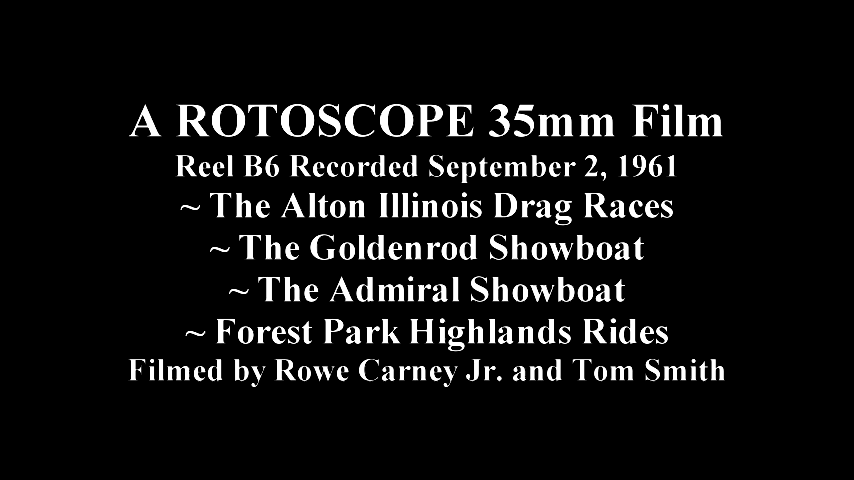 A ROTOSCOPE 35mm Film
Reel B6 Recorded September 2, 1961
~ The Alton Illinois Drag Races
~ The Goldenrod Showboat
~ The Admiral Showboat
~ Forest Park Highlands Rides
Filmed by Rowe Carney Jr. and Tom Smith